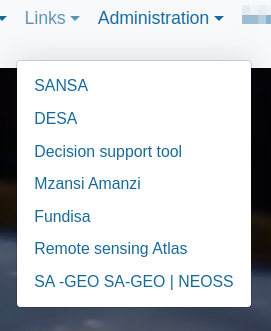 Links Administration
SANSA
DESA
Decision support tool
Mzansi Amanzi
Fundisa
Remote sensing Atlas
SA -GEO SA-GEO | NEOSS